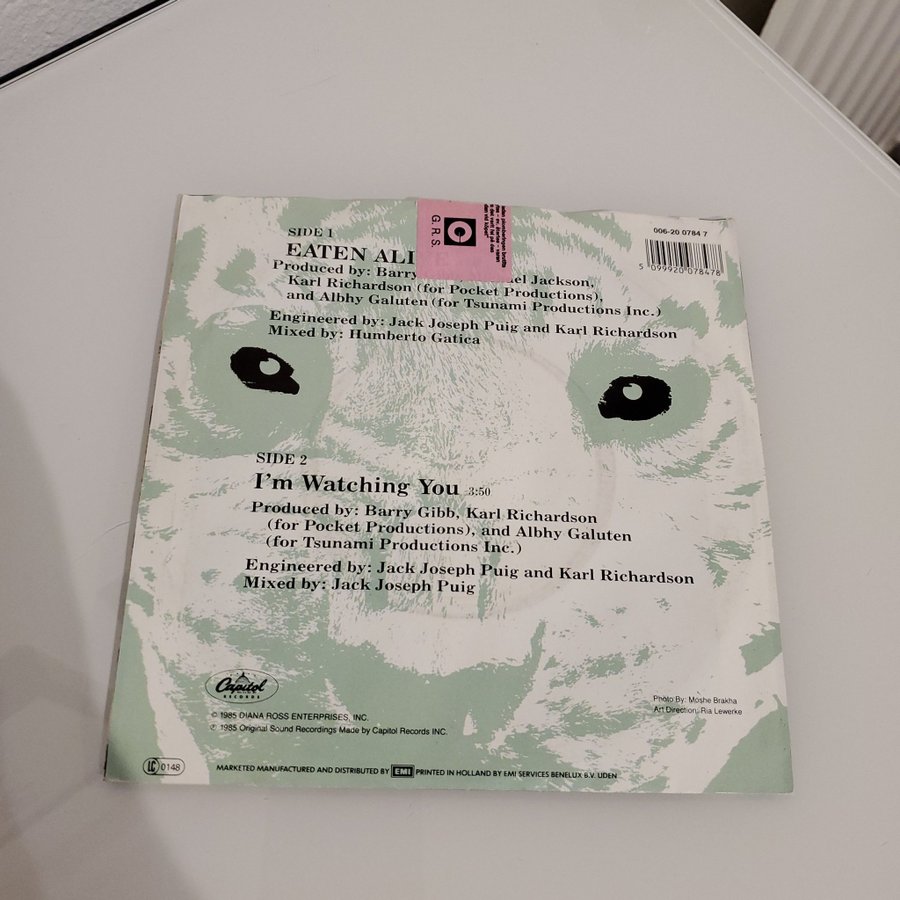 SIDE 1
EATEN ALI
Produced by: Barry el Jackson,
Karl Richardson (for Pocket Productions),
and Albhy Galuten (for Tsunami Productions Inc.)
Engineered by: Jack Joseph Puig and Karl Richardson
Mixed by: Humberto Gatica
G.R.S.
006-20 0784 7
5 099920 078478
SIDE 2
I'm Watching You 3:50
Produced by: Barry Gibb, Karl Richardson
(for Pocket Productions), and Albhy Galuten
(for Tsunami Productions Inc.)
Engineered by: Jack Joseph Puig and Karl Richardson
Mixed by: Jack Joseph Puig
Capitol
RECORDS
© 1985 DIANA ROSS ENTERPRISES, INC.
℗ 1985 Original Sound Recordings Made by Capitol Records INC.
Photo By: Moshe Brakha
Art Direction: Ria Lewerke
LC 0148
MARKETED MANUFACTURED AND DISTRIBUTED BY EMI PRINTED IN HOLLAND BY EMI SERVICES BENELUX B.V. UDEN